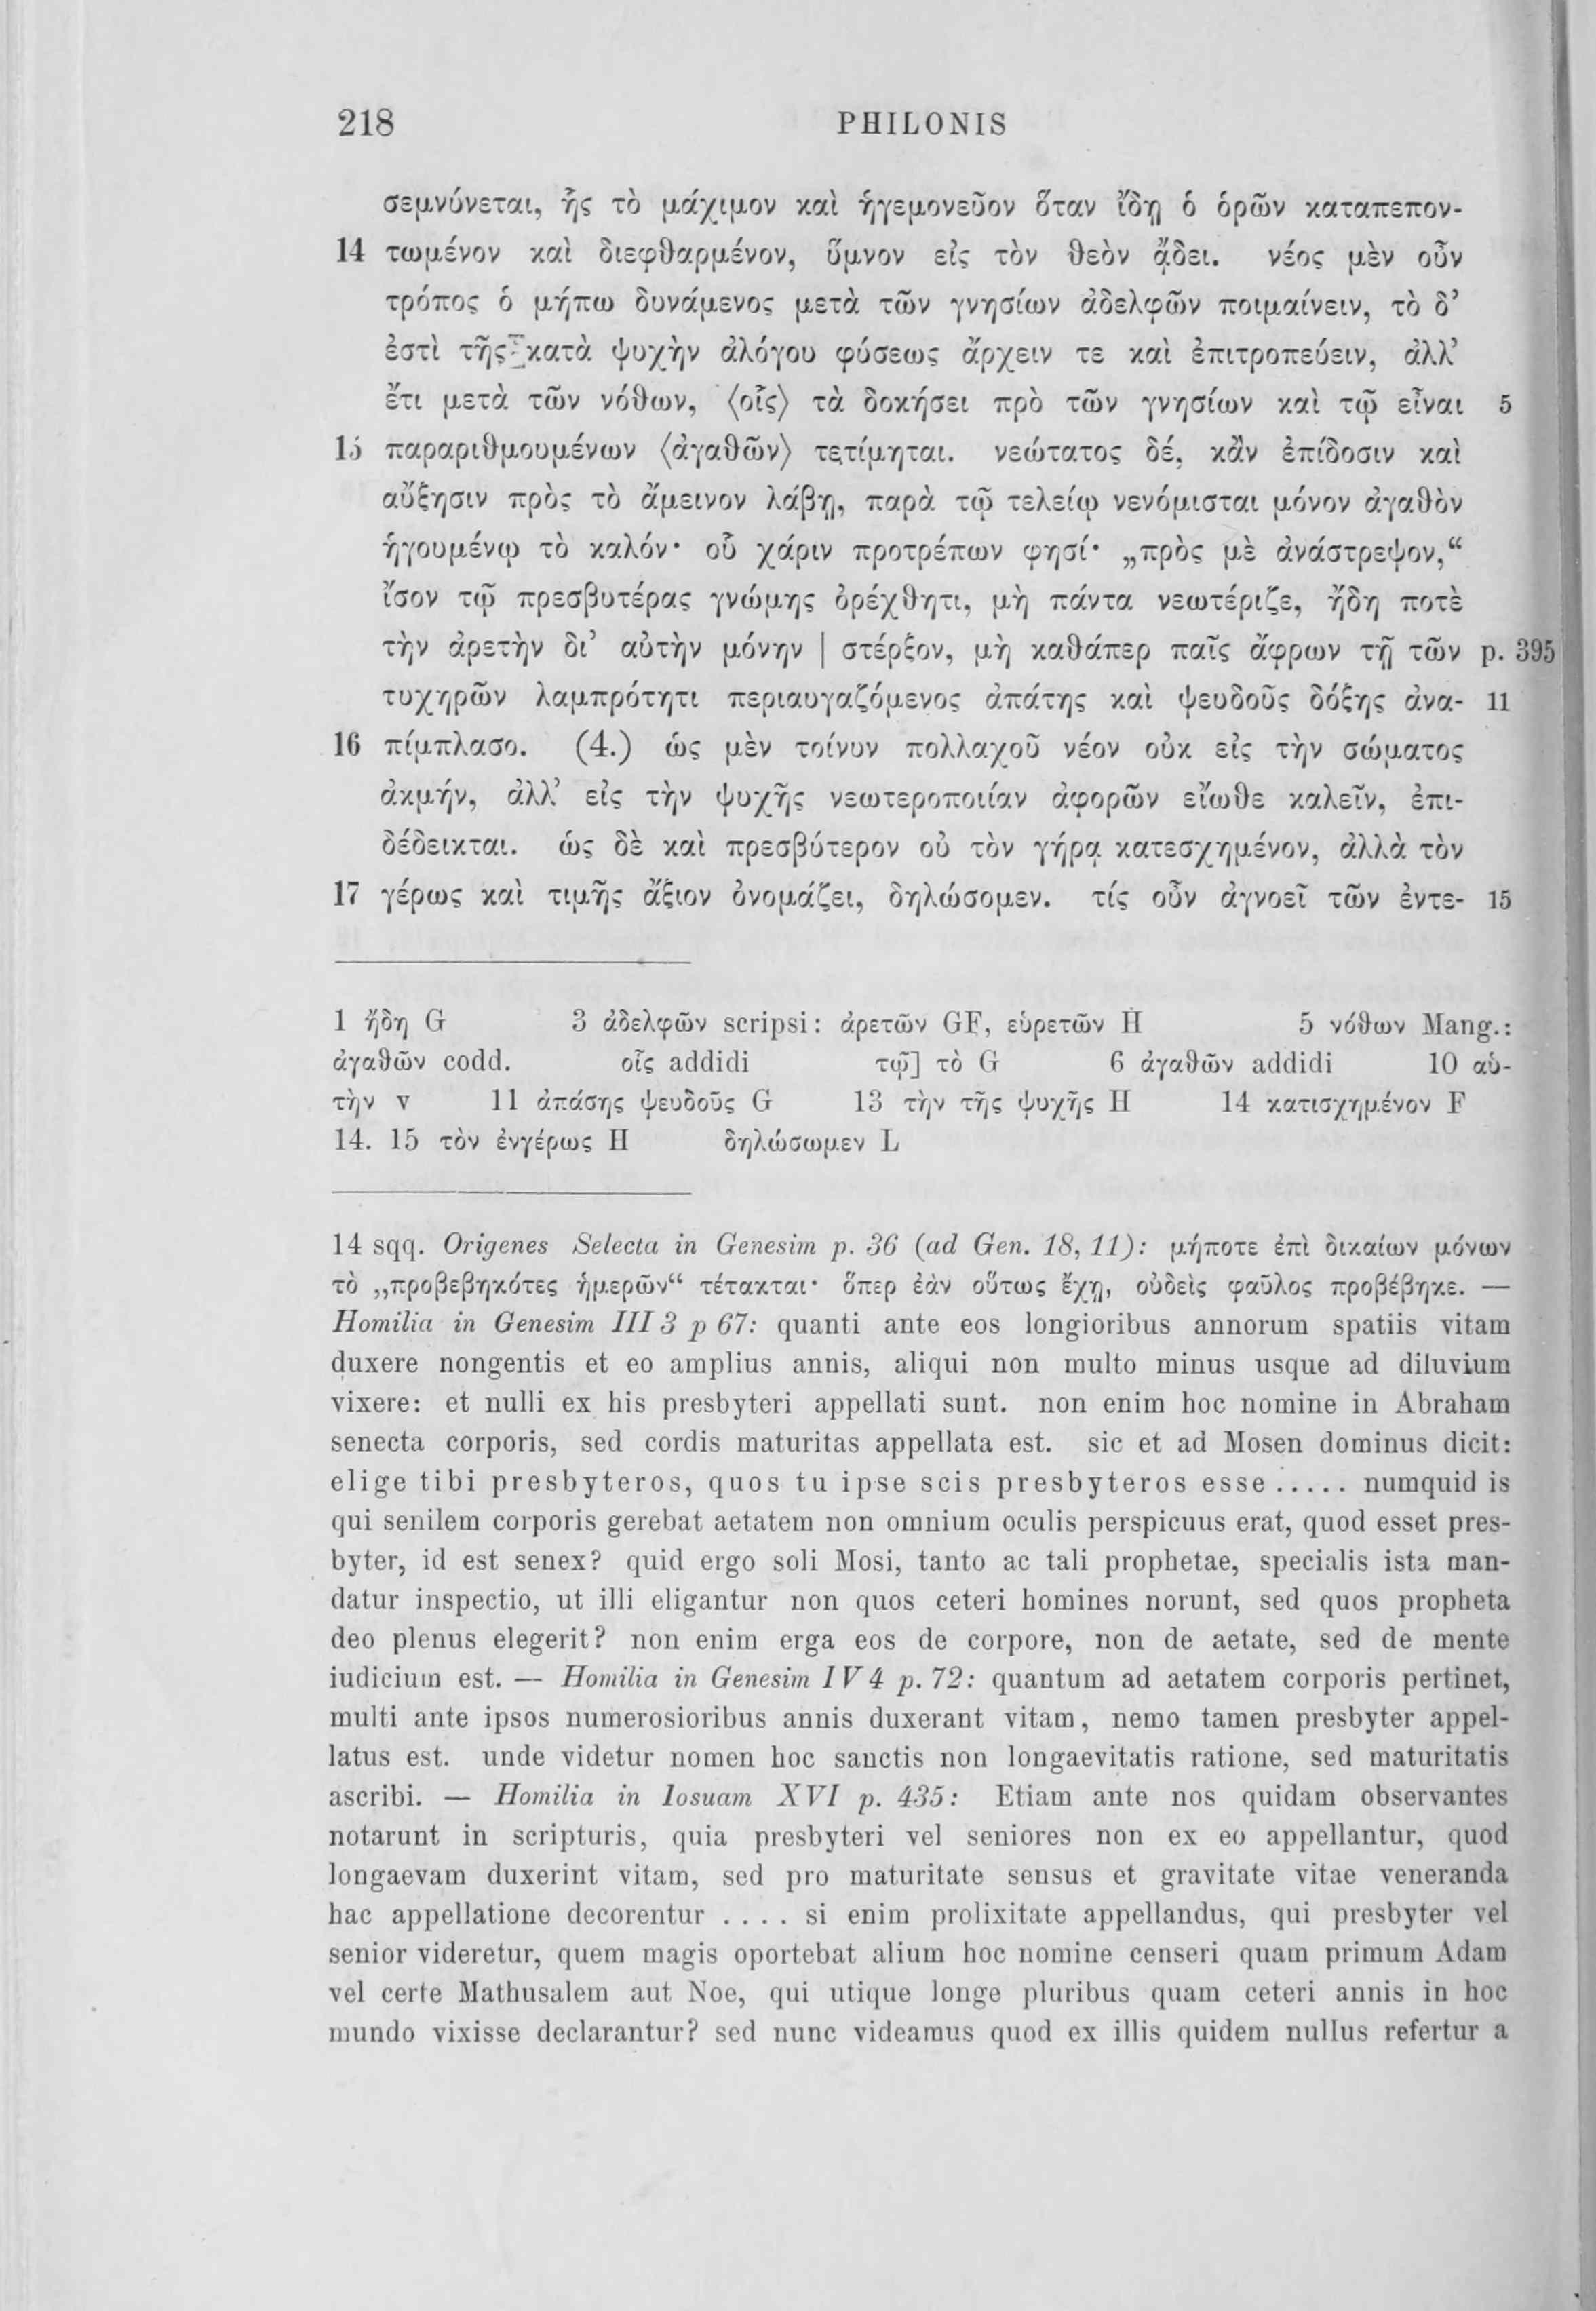 218 PHILONIS
σεμνύνεται, ἧς τὸ μάχιμον καὶ ἡγεμονεῦον ὅταν ἴδῃ ὁ ὁρῶν καταπεπον-
14 τωμένον καὶ διεφθαρμένον, ὕμνον εἰς τὸν θεὸν ᾄδει. νέος μὲν οὖν
τρόπος ὁ μήπω δυνάμενος μετὰ τῶν γνησίων ἀδελφῶν ποιμαίνειν, τὸ δ’
ἐστὶ τῆς κατὰ ψυχὴν ἀλόγου φύσεως ἄρχειν τε καὶ ἐπιτροπεύειν, ἀλλ’
ἔτι μετὰ τῶν νόθων, ⟨οἷς⟩ τὰ δοκήσει πρὸ τῶν γνησίων καὶ τῷ εἶναι 5
15 παραριθμουμένων ⟨ἀγαθῶν⟩ τετίμηται. νεώτατος δέ, κἂν ἐπίδοσιν καὶ
αὔξησιν πρὸς τὸ ἄμεινον λάβῃ, παρὰ τῷ τελείῳ νενόμισται μόνον ἀγαθὸν
ἡγουμένῳ τὸ καλόν· οὗ χάριν προτρέπων φησί· „πρὸς μὲ ἀνάστρεψον,“
ἴσον τῷ πρεσβυτέρας γνώμης ὀρέχθητι, μὴ πάντα νεωτέριζε, ἤδη ποτὲ
τὴν ἀρετὴν δι’ αὐτὴν μόνην | στέρξον, μὴ καθάπερ παῖς ἄφρων τῇ τῶν p. 395
τυχηρῶν λαμπρότητι περιαυγαζόμενος ἀπάτης καὶ ψευδοῦς δόξης ἀνα- 11
16 πίμπλασο. (4.) ὡς μὲν τοίνυν πολλαχοῦ νέον οὐκ εἰς τὴν σώματος
ἀκμήν, ἀλλ’ εἰς τὴν ψυχῆς νεωτεροποιίαν ἀφορῶν εἴωθε καλεῖν, ἐπι-
δέδεικται. ὡς δὲ καὶ πρεσβύτερον οὐ τὸν γήρᾳ κατεσχημένον, ἀλλὰ τὸν
17 γέρως καὶ τιμῆς ἄξιον ὀνομάζει, δηλώσομεν. τίς οὖν ἀγνοεῖ τῶν ἐντε- 15
1 ἤδη G 3 ἀδελφῶν scripsi: ἀρετῶν GF, εὑρετῶν H 5 νόθων Mang.:
ἀγαθῶν codd. οἷς addidi τῷ] τὸ G 6 ἀγαθῶν addidi 10 αὑ-
τὴν v 11 ἁπάσης ψευδοῦς G 13 τὴν τῆς ψυχῆς H 14 κατισχημένον F
14. 15 τὸν ἐνγέρως H δηλώσωμεν L
14 sqq. Origenes Selecta in Genesim p. 36 (ad Gen. 18, 11): μήποτε ἐπὶ δικαίων μόνων
τὸ „προβεβηκότες ἡμερῶν“ τέτακται· ὅπερ ἐὰν οὕτως ἔχῃ, οὐδεὶς φαῦλος προβέβηκε. —
Homilia in Genesim III 3 p 67: quanti ante eos longioribus annorum spatiis vitam
duxere nongentis et eo amplius annis, aliqui non multo minus usque ad diluvium
vixere: et nulli ex his presbyteri appellati sunt. non enim hoc nomine in Abraham
senecta corporis, sed cordis maturitas appellata est. sic et ad Mosen dominus dicit:
elige tibi presbyteros, quos tu ipse scis presbyteros esse ..... numquid is
qui senilem corporis gerebat aetatem non omnium oculis perspicuus erat, quod esset pres-
byter, id est senex? quid ergo soli Mosi, tanto ac tali prophetae, specialis ista man-
datur inspectio, ut illi eligantur non quos ceteri homines norunt, sed quos propheta
deo plenus elegerit? non enim erga eos de corpore, non de aetate, sed de mente
iudicium est. — Homilia in Genesim IV 4 p. 72: quantum ad aetatem corporis pertinet,
multi ante ipsos numerosioribus annis duxerant vitam, nemo tamen presbyter appel-
latus est. unde videtur nomen hoc sanctis non longaevitatis ratione, sed maturitatis
ascribi. — Homilia in Iosuam XVI p. 435: Etiam ante nos quidam observantes
notarunt in scripturis, quia presbyteri vel seniores non ex eo appellantur, quod
longaevam duxerint vitam, sed pro maturitate sensus et gravitate vitae veneranda
hac appellatione decorentur .... si enim prolixitate appellandus, qui presbyter vel
senior videretur, quem magis oportebat alium hoc nomine censeri quam primum Adam
vel certe Mathusalem aut Noe, qui utique longe pluribus quam ceteri annis in hoc
mundo vixisse declarantur? sed nunc videamus quod ex illis quidem nullus refertur a